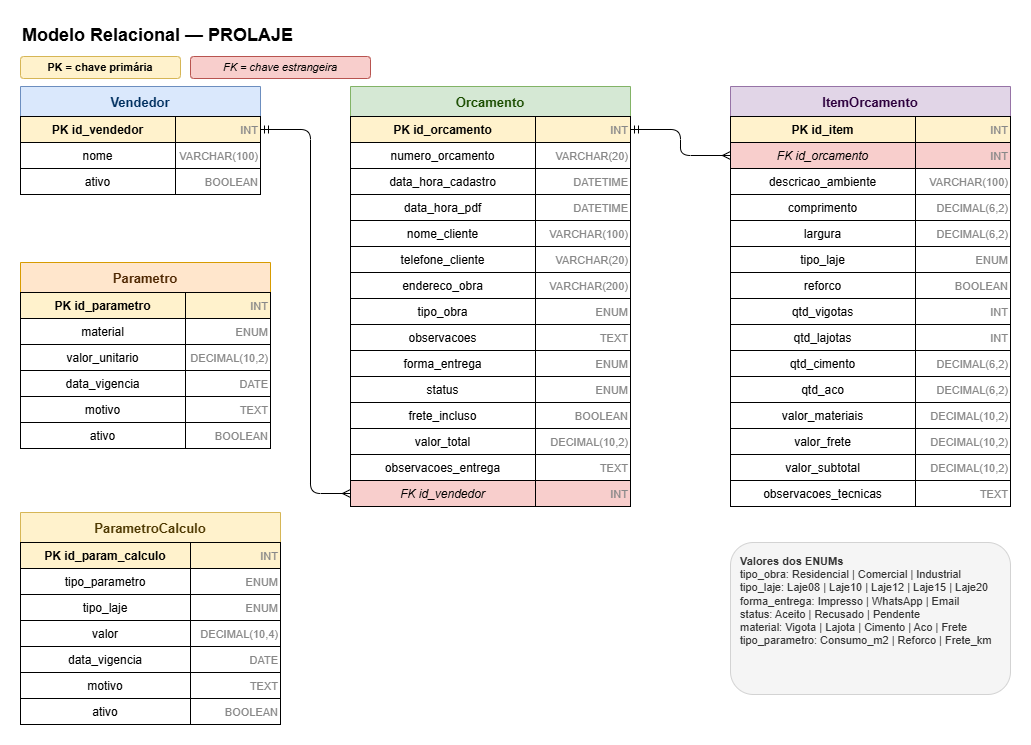 Modelo Relacional — PROLAJE
PK = chave primária
FK = chave estrangeira
Vendedor
PK id_vendedor INT
nome VARCHAR(100)
ativo BOOLEAN
Parametro
PK id_parametro INT
material ENUM
valor_unitario DECIMAL(10,2)
data_vigencia DATE
motivo TEXT
ativo BOOLEAN
ParametroCalculo
PK id_param_calculo INT
tipo_parametro ENUM
tipo_laje ENUM
valor DECIMAL(10,4)
data_vigencia DATE
motivo TEXT
ativo BOOLEAN
Orcamento
PK id_orcamento INT
numero_orcamento VARCHAR(20)
data_hora_cadastro DATETIME
data_hora_pdf DATETIME
nome_cliente VARCHAR(100)
telefone_cliente VARCHAR(20)
endereco_obra VARCHAR(200)
tipo_obra ENUM
observacoes TEXT
forma_entrega ENUM
status ENUM
frete_incluso BOOLEAN
valor_total DECIMAL(10,2)
observacoes_entrega TEXT
FK id_vendedor INT
ItemOrcamento
PK id_item INT
FK id_orcamento INT
descricao_ambiente VARCHAR(100)
comprimento DECIMAL(6,2)
largura DECIMAL(6,2)
tipo_laje ENUM
reforco BOOLEAN
qtd_vigotas INT
qtd_lajotas INT
qtd_cimento DECIMAL(6,2)
qtd_aco DECIMAL(6,2)
valor_materiais DECIMAL(10,2)
valor_frete DECIMAL(10,2)
valor_subtotal DECIMAL(10,2)
observacoes_tecnicas TEXT
Valores dos ENUMs
tipo_obra: Residencial | Comercial | Industrial
tipo_laje: Laje08 | Laje10 | Laje12 | Laje15 | Laje20
forma_entrega: Impresso | WhatsApp | Email
status: Aceito | Recusado | Pendente
material: Vigota | Lajota | Cimento | Aco | Frete
tipo_parametro: Consumo_m2 | Reforco | Frete_km